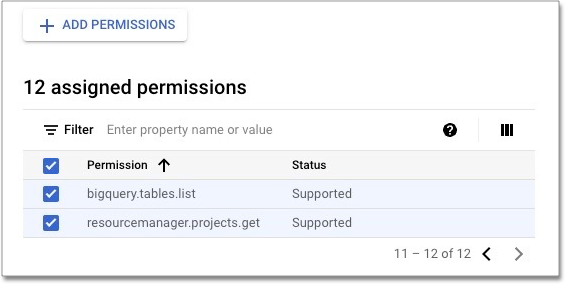 ADD PERMISSIONS
12 assigned permissions
Filter Enter property name or value
Permission Status
bigquery.tables.list Supported
resourcemanager.projects.get Supported
11 – 12 of 12